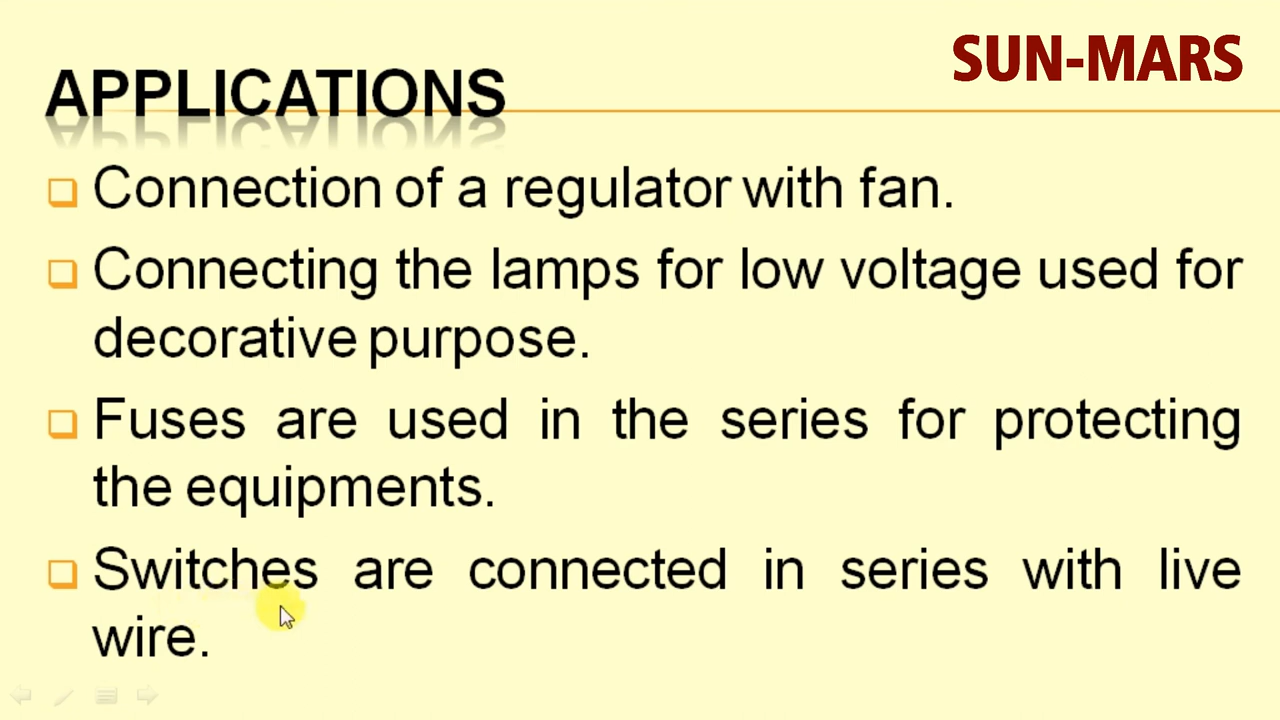 SUN-MARS
APPLICATIONS
Connection of a regulator with fan.
Connecting the lamps for low voltage used for
decorative purpose.
Fuses are used in the series for protecting
the equipments.
Switches are connected in series with live
wire.